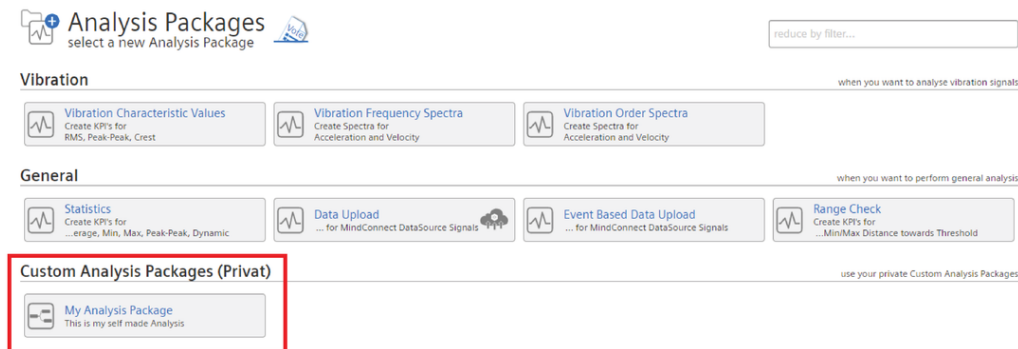 Analysis Packages
select a new Analysis Package
Vote
reduce by filter...
Vibration
when you want to analyse vibration signals
Vibration Characteristic Values
Create KPI's for
RMS, Peak-Peak, Crest
Vibration Frequency Spectra
Create Spectra for
Acceleration and Velocity
Vibration Order Spectra
Create Spectra for
Acceleration and Velocity
General
when you want to perform general analysis
Statistics
Create KPI's for
...erage, Min, Max, Peak-Peak, Dynamic
Data Upload
... for MindConnect DataSource Signals
Event Based Data Upload
... for MindConnect DataSource Signals
Range Check
Create KPI's for
...Min/Max Distance towards Threshold
Custom Analysis Packages (Privat)
use your private Custom Analysis Packages
My Analysis Package
This is my self made Analysis